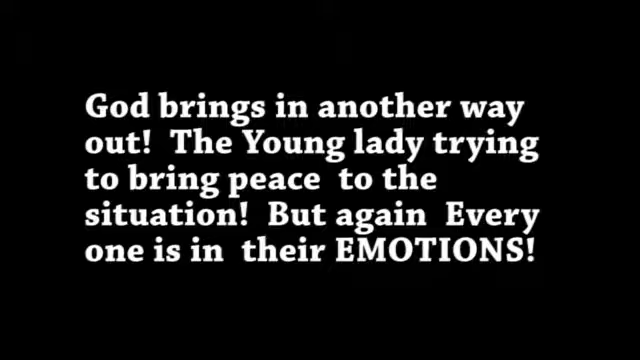 God brings in another way
out!  The Young lady trying
to bring peace  to the
situation!  But again  Every
one is in  their EMOTIONS!